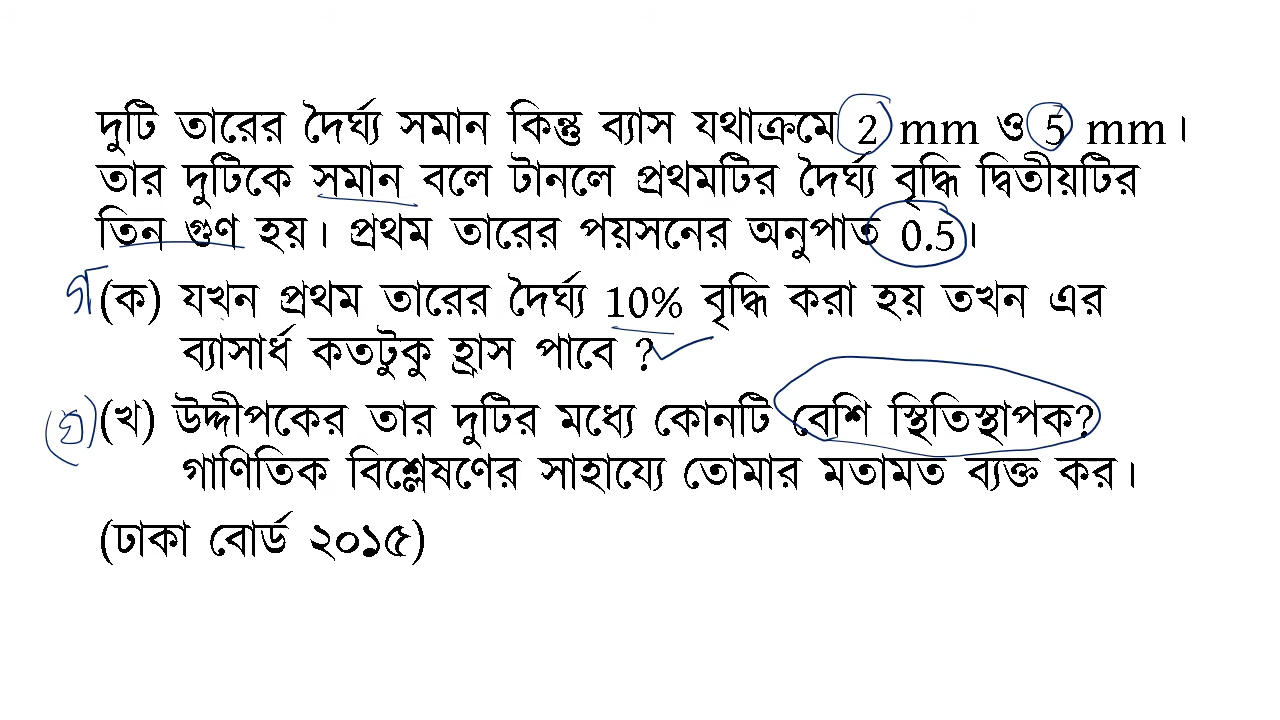 দুটি তারের দৈর্ঘ্য সমান কিন্তু ব্যাস যথাক্রমে 2 mm ও 5 mm।
তার দুটিকে সমান বলে টানলে প্রথমটির দৈর্ঘ্য বৃদ্ধি দ্বিতীয়টির
তিন গুণ হয়। প্রথম তারের পয়সনের অনুপাত 0.5।
গ (ক) যখন প্রথম তারের দৈর্ঘ্য 10% বৃদ্ধি করা হয় তখন এর
ব্যাসার্ধ কতটুকু হ্রাস পাবে ?
(ঘ) (খ) উদ্দীপকের তার দুটির মধ্যে কোনটি বেশি স্থিতিস্থাপক?
গাণিতিক বিশ্লেষণের সাহায্যে তোমার মতামত ব্যক্ত কর।
(ঢাকা বোর্ড ২০১৫)